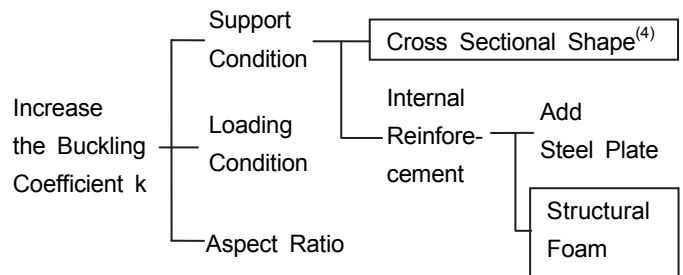 Support
Condition
Cross Sectional Shape(4)
Increase
the Buckling
Coefficient k
Loading
Condition
Internal
Reinfore-
cement
Add
Steel Plate
Structural
Foam
Aspect Ratio